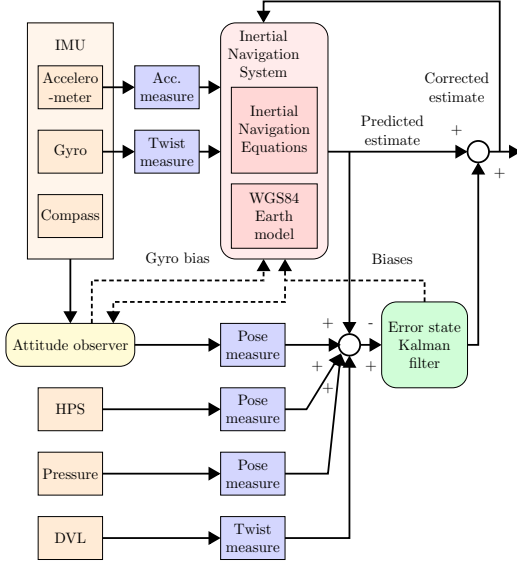 IMU
Accelero
-meter
Gyro
Compass
Acc.
measure
Twist
measure
Inertial
Navigation
System
Inertial
Navigation
Equations
WGS84
Earth
model
Corrected
estimate
Predicted
estimate
+
+
Gyro bias
Biases
Attitude observer
Pose
measure
+
-
+
+
+
Error state
Kalman
filter
HPS
Pose
measure
Pressure
Pose
measure
DVL
Twist
measure